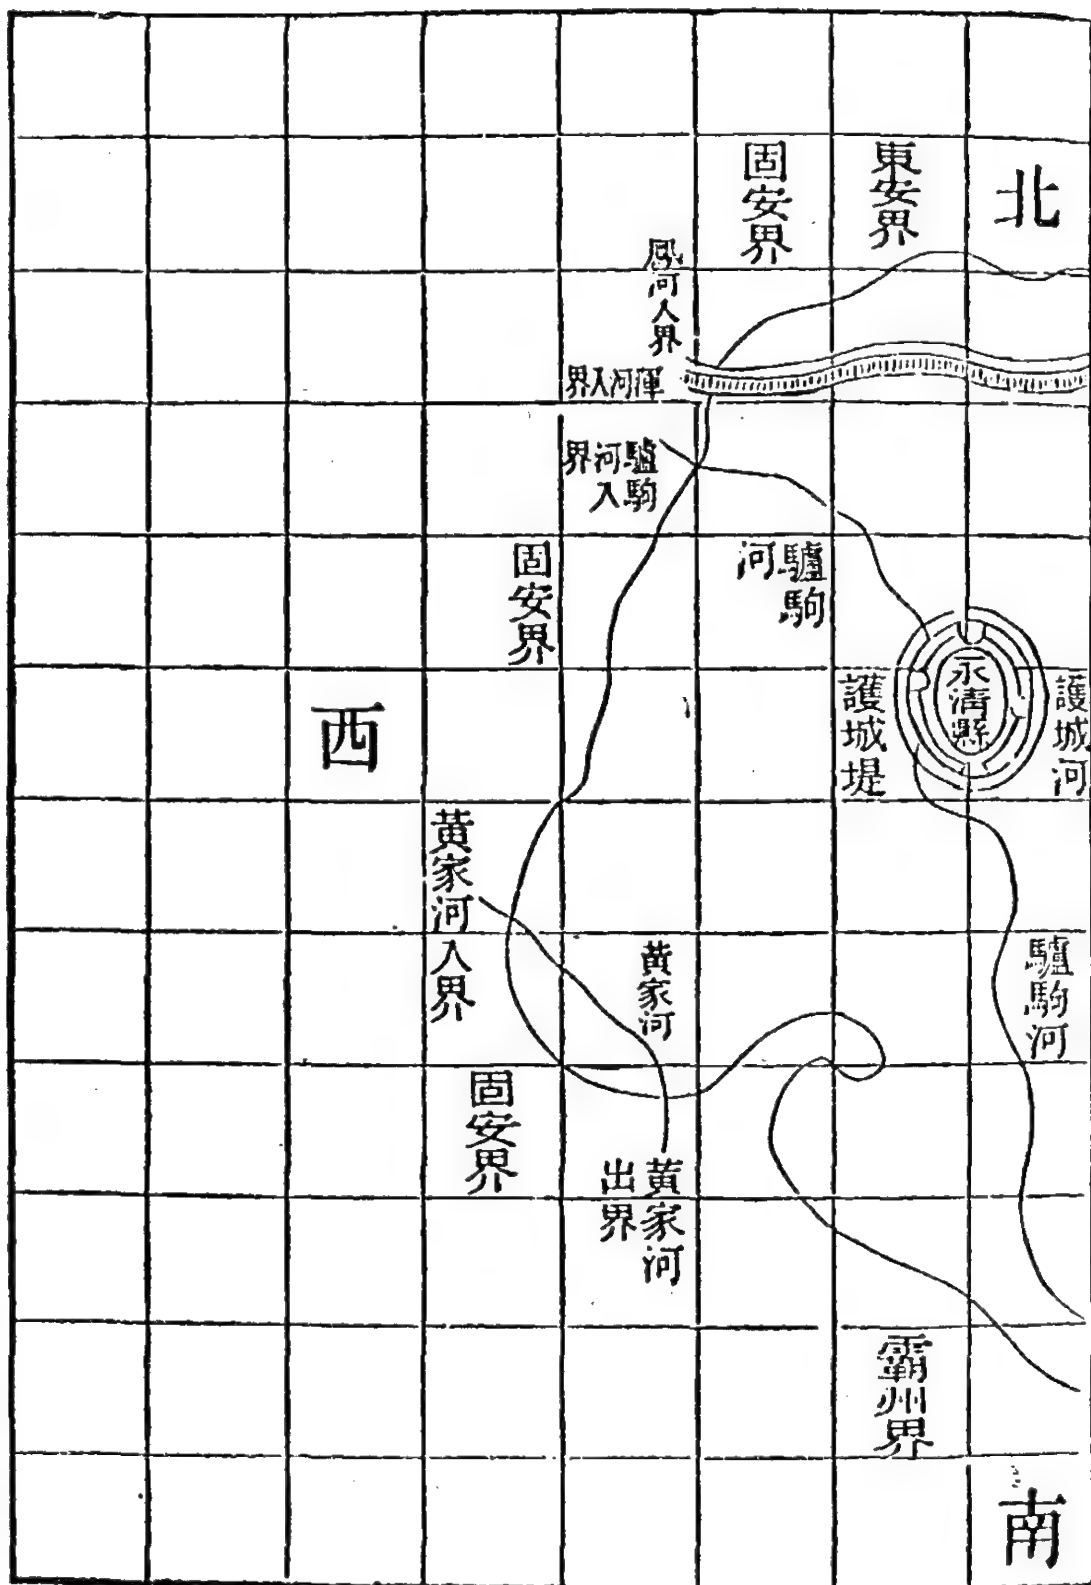 北
東安界
固安界
鳳河入界
渾河入界
驢駒河入界
驢駒河
固安界
永清縣
護城河
護城堤
西
黃家河入界
黃家河
驢駒河
固安界
黃家河出界
霸州界
南